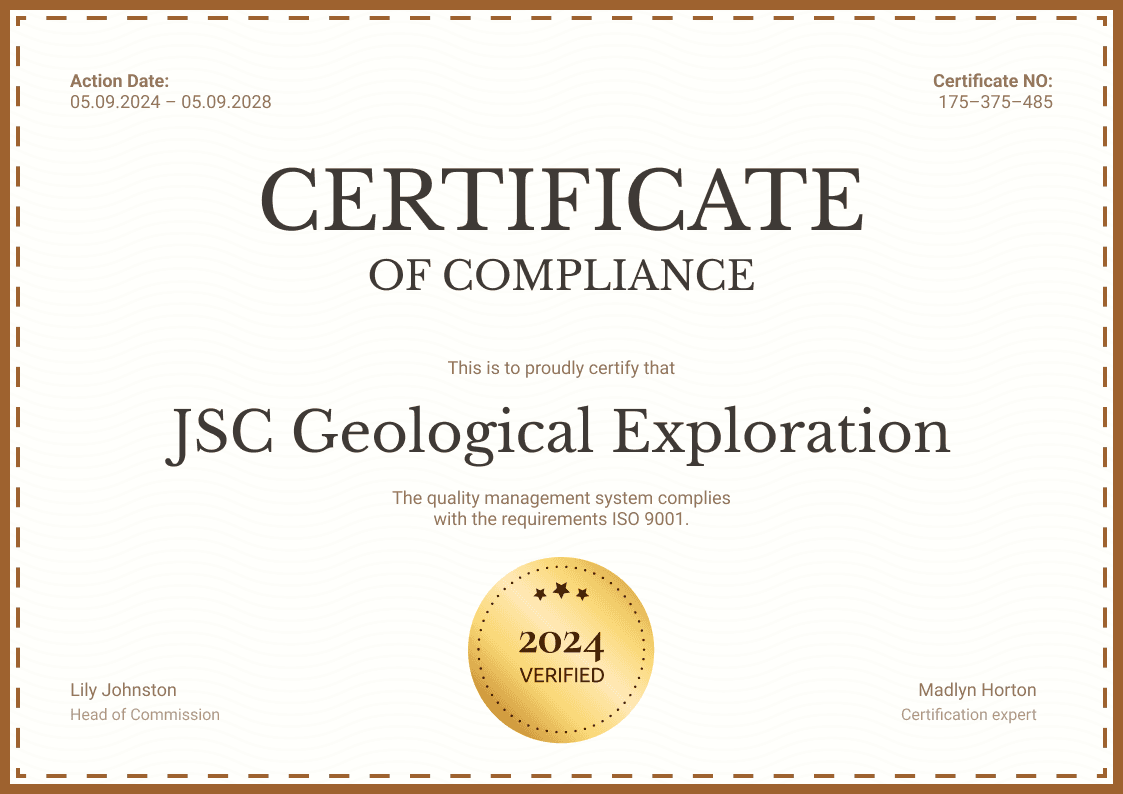 Action Date:
05.09.2024 – 05.09.2028
Certificate NO:
175–375–485
CERTIFICATE
OF COMPLIANCE
This is to proudly certify that
JSC Geological Exploration
The quality management system complies
with the requirements ISO 9001.
2024
VERIFIED
Lily Johnston
Head of Commission
Madlyn Horton
Certification expert